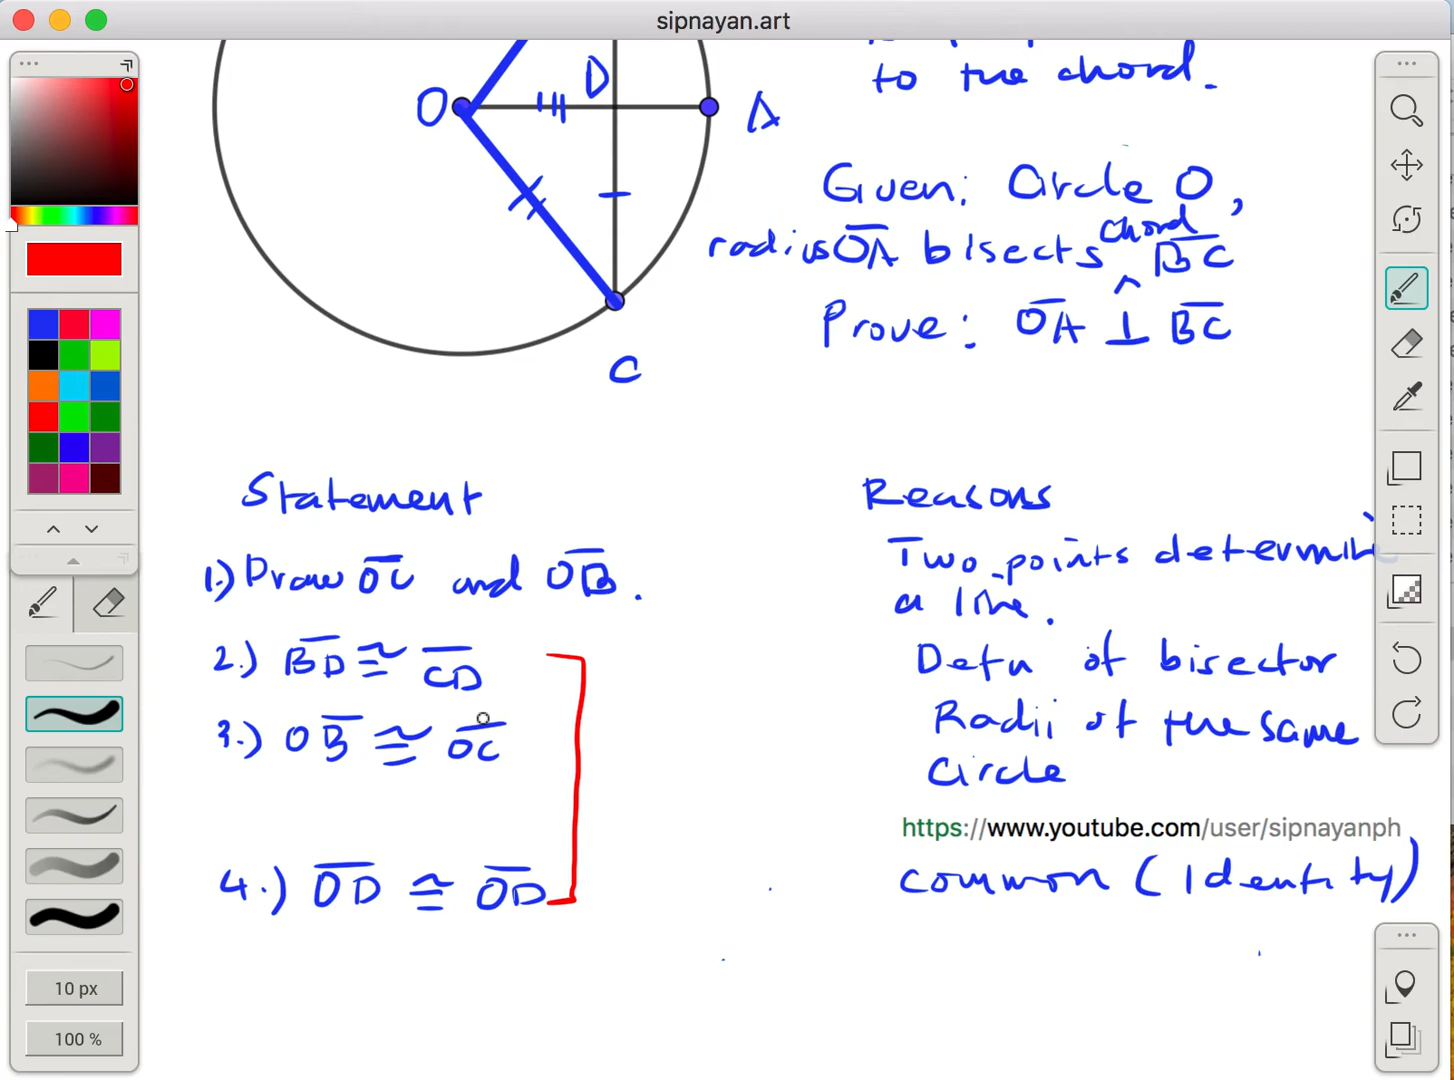 sipnayan.art
to the chord.
D
O
A
Given: Circle O,
chord
radius OA bisects BC
Prove: OA ⊥ BC
C
Statement
Reasons
1.) Draw OC and OB.
Two points determine
a line.
2.) BD ≅ CD
Defn of bisector
3.) OB ≅ OC
Radii of the same
Circle
https://www.youtube.com/user/sipnayanph
4.) OD ≅ OD
common (Identity)
10 px
100 %